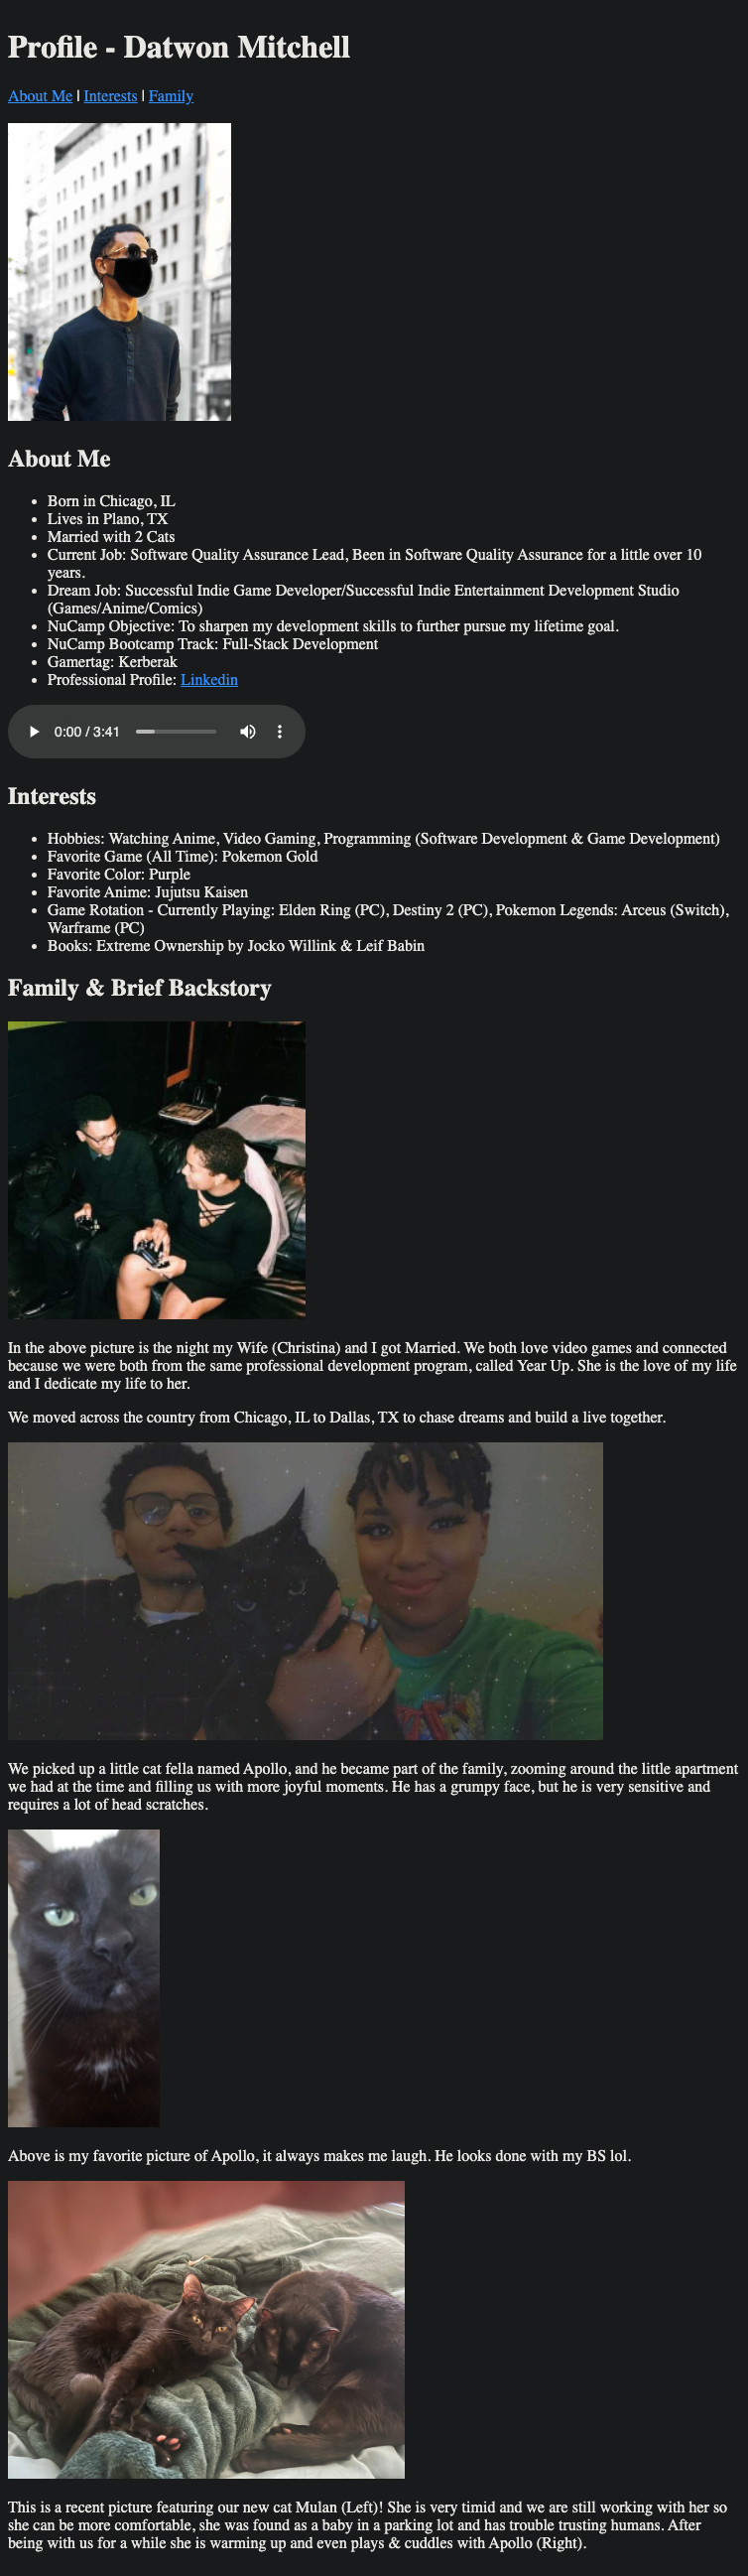 Profile - Datwon Mitchell
About Me | Interests | Family
About Me
Born in Chicago, IL
Lives in Plano, TX
Married with 2 Cats
Current Job: Software Quality Assurance Lead, Been in Software Quality Assurance for a little over 10
years.
Dream Job: Successful Indie Game Developer/Successful Indie Entertainment Development Studio
(Games/Anime/Comics)
NuCamp Objective: To sharpen my development skills to further pursue my lifetime goal.
NuCamp Bootcamp Track: Full-Stack Development
Gamertag: Kerberak
Professional Profile: Linkedin
0:00 / 3:41
Interests
Hobbies: Watching Anime, Video Gaming, Programming (Software Development & Game Development)
Favorite Game (All Time): Pokemon Gold
Favorite Color: Purple
Favorite Anime: Jujutsu Kaisen
Game Rotation - Currently Playing: Elden Ring (PC), Destiny 2 (PC), Pokemon Legends: Arceus (Switch),
Warframe (PC)
Books: Extreme Ownership by Jocko Willink & Leif Babin
Family & Brief Backstory
In the above picture is the night my Wife (Christina) and I got Married. We both love video games and connected
because we were both from the same professional development program, called Year Up. She is the love of my life
and I dedicate my life to her.
We moved across the country from Chicago, IL to Dallas, TX to chase dreams and build a live together.
We picked up a little cat fella named Apollo, and he became part of the family, zooming around the little apartment
we had at the time and filling us with more joyful moments. He has a grumpy face, but he is very sensitive and
requires a lot of head scratches.
Above is my favorite picture of Apollo, it always makes me laugh. He looks done with my BS lol.
This is a recent picture featuring our new cat Mulan (Left)! She is very timid and we are still working with her so
she can be more comfortable, she was found as a baby in a parking lot and has trouble trusting humans. After
being with us for a while she is warming up and even plays & cuddles with Apollo (Right).